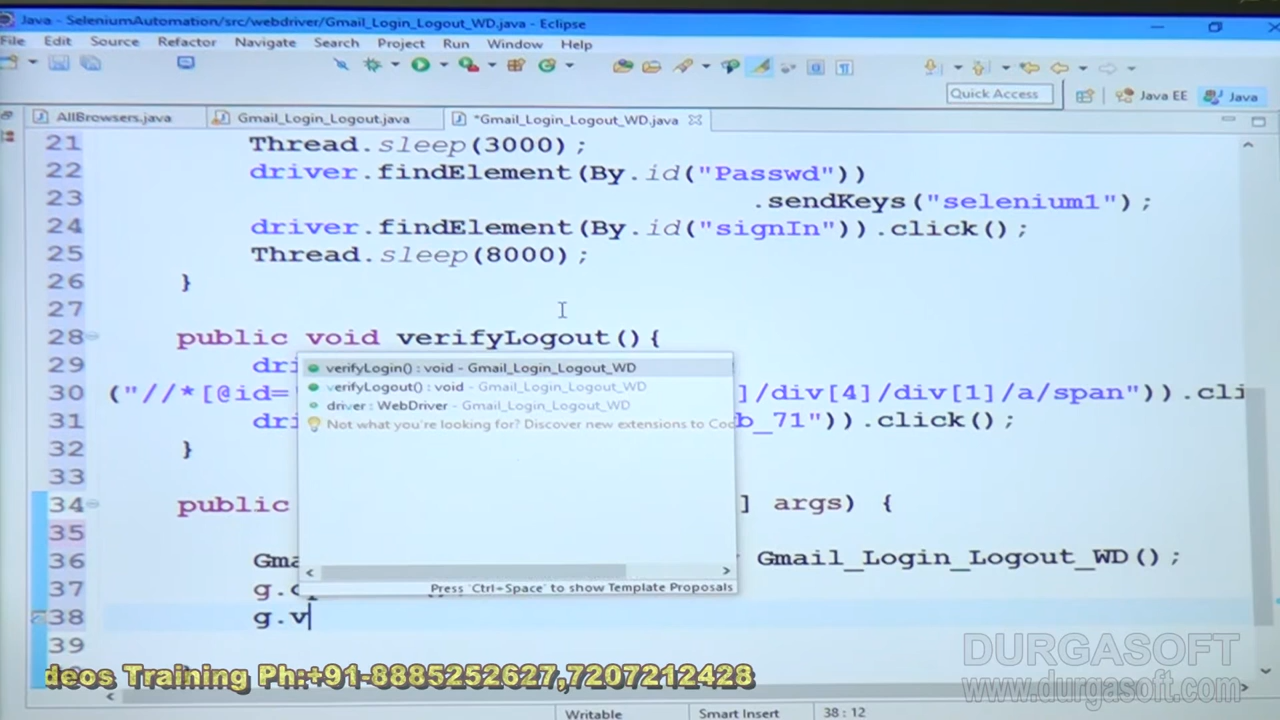 Java - SeleniumAutomation/src/webdriver/Gmail_Login_Logout_WD.java - Eclipse
File Edit Source Refactor Navigate Search Project Run Window Help
Quick Access Java EE Java
AllBrowsers.java Gmail_Login_Logout.java *Gmail_Login_Logout_WD.java
21 Thread.sleep(3000);
22 driver.findElement(By.id("Passwd"))
23 .sendKeys("selenium1");
24 driver.findElement(By.id("signIn")).click();
25 Thread.sleep(8000);
26 }
27
28 public void verifyLogout(){
29 dri
verifyLogin() : void - Gmail_Login_Logout_WD
verifyLogout() : void - Gmail_Login_Logout_WD
driver : WebDriver - Gmail_Login_Logout_WD
Not what you're looking for? Discover new extensions to Cod
30 ("//*[@id= ]/div[4]/div[1]/a/span")).cli
31 dri b_71")).click();
32 }
33
34 public ] args) {
35
36 Gma Gmail_Login_Logout_WD();
Press 'Ctrl+Space' to show Template Proposals
37 g.
38 g.v
39
deos Training Ph:+91-8885252627,7207212428
DURGASOFT
www.durgasoft.com
Writable Smart Insert 38 : 12